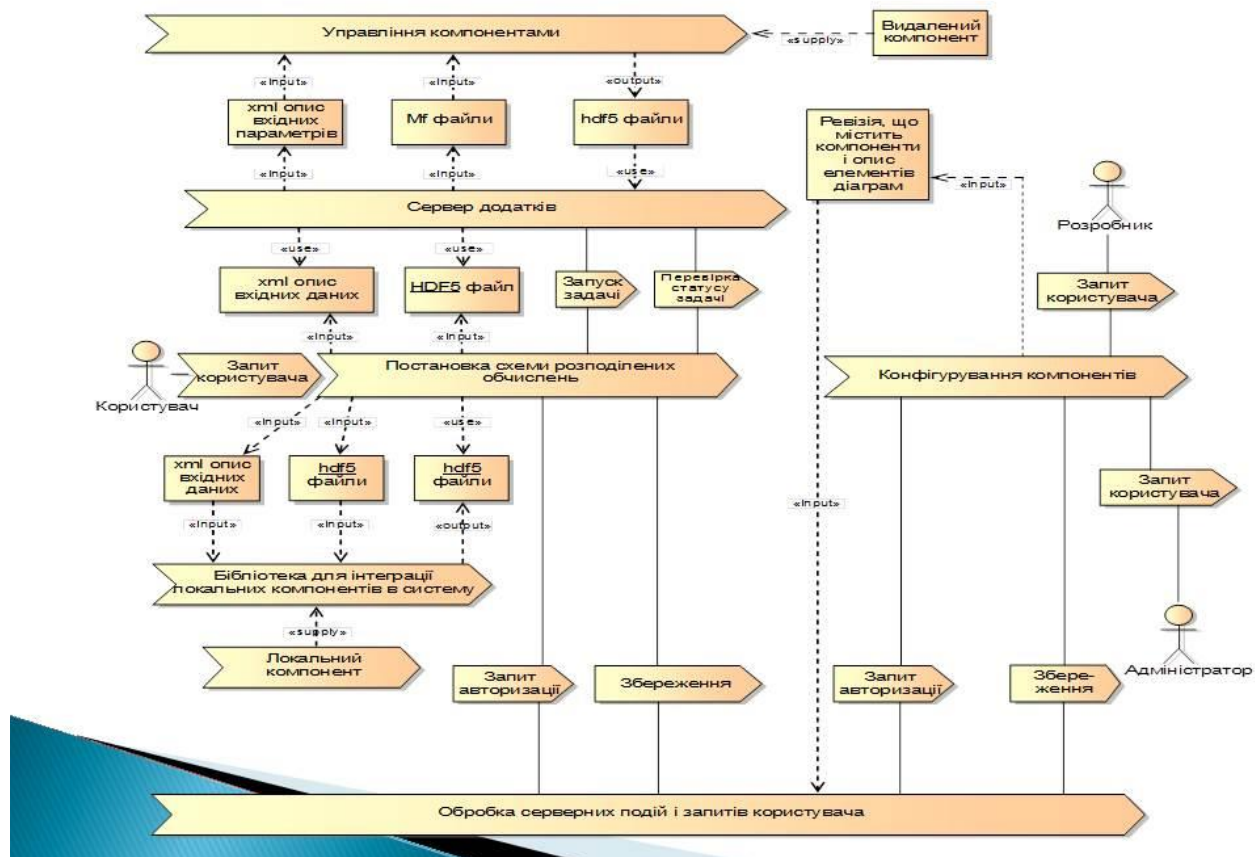 Управління компонентами
«supply»
Видалений
компонент
«input»
«input»
«output»
xml опис
вхідних
параметрів
Mf файли
hdf5 файли
Ревізія, що
містить
компоненти
і опис
елементів
діаграм
«input»
«input»
«input»
«use»
Сервер додатків
Розробник
«use»
«use»
xml опис
вхідних даних
HDF5 файл
Запуск
задачі
Перевірка
статусу
задачі
Запит
користувача
«input»
«input»
Користувач
Запит
користувача
Постановка схеми розподілених
обчислень
Конфігурування компонентів
«input»
«input»
«use»
xml опис
вхідних
даних
hdf5
файли
hdf5
файли
Запит
користувача
«input»
«input»
«output»
«input»
Бібліотека для інтеграції
локальних компонентів в систему
«supply»
Локальний
компонент
Адміністратор
Запит
авторизації
Збереження
Запит
авторизації
Збере-
ження
Обробка серверних подій і запитів користувача